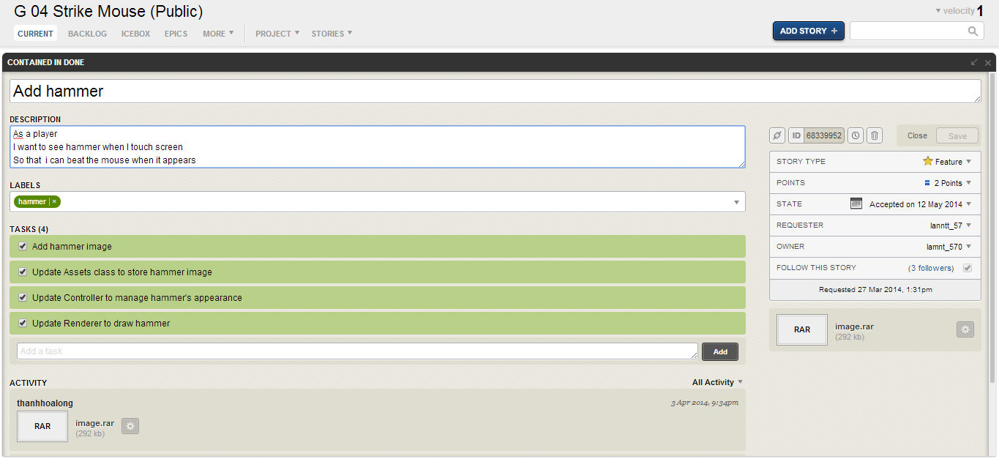 G 04 Strike Mouse (Public)
velocity 1
CURRENT BACKLOG ICEBOX EPICS MORE PROJECT STORIES
ADD STORY +
CONTAINED IN DONE
Add hammer
DESCRIPTION
As a player
I want to see hammer when I touch screen
So that i can beat the mouse when it appears
LABELS
hammer ×
TASKS (4)
Add hammer image
Update Assets class to store hammer image
Update Controller to manage hammer's appearance
Update Renderer to draw hammer
Add a task
Add
ACTIVITY
All Activity
thanhhoalong
3 Apr 2014, 9:34pm
RAR
image.rar
(292 kb)
ID 68339952
Close Save
STORY TYPE Feature
POINTS 2 Points
STATE Accepted on 12 May 2014
REQUESTER lanntt_57
OWNER lamnt_570
FOLLOW THIS STORY (3 followers)
Requested 27 Mar 2014, 1:31pm
RAR
image.rar
(292 kb)